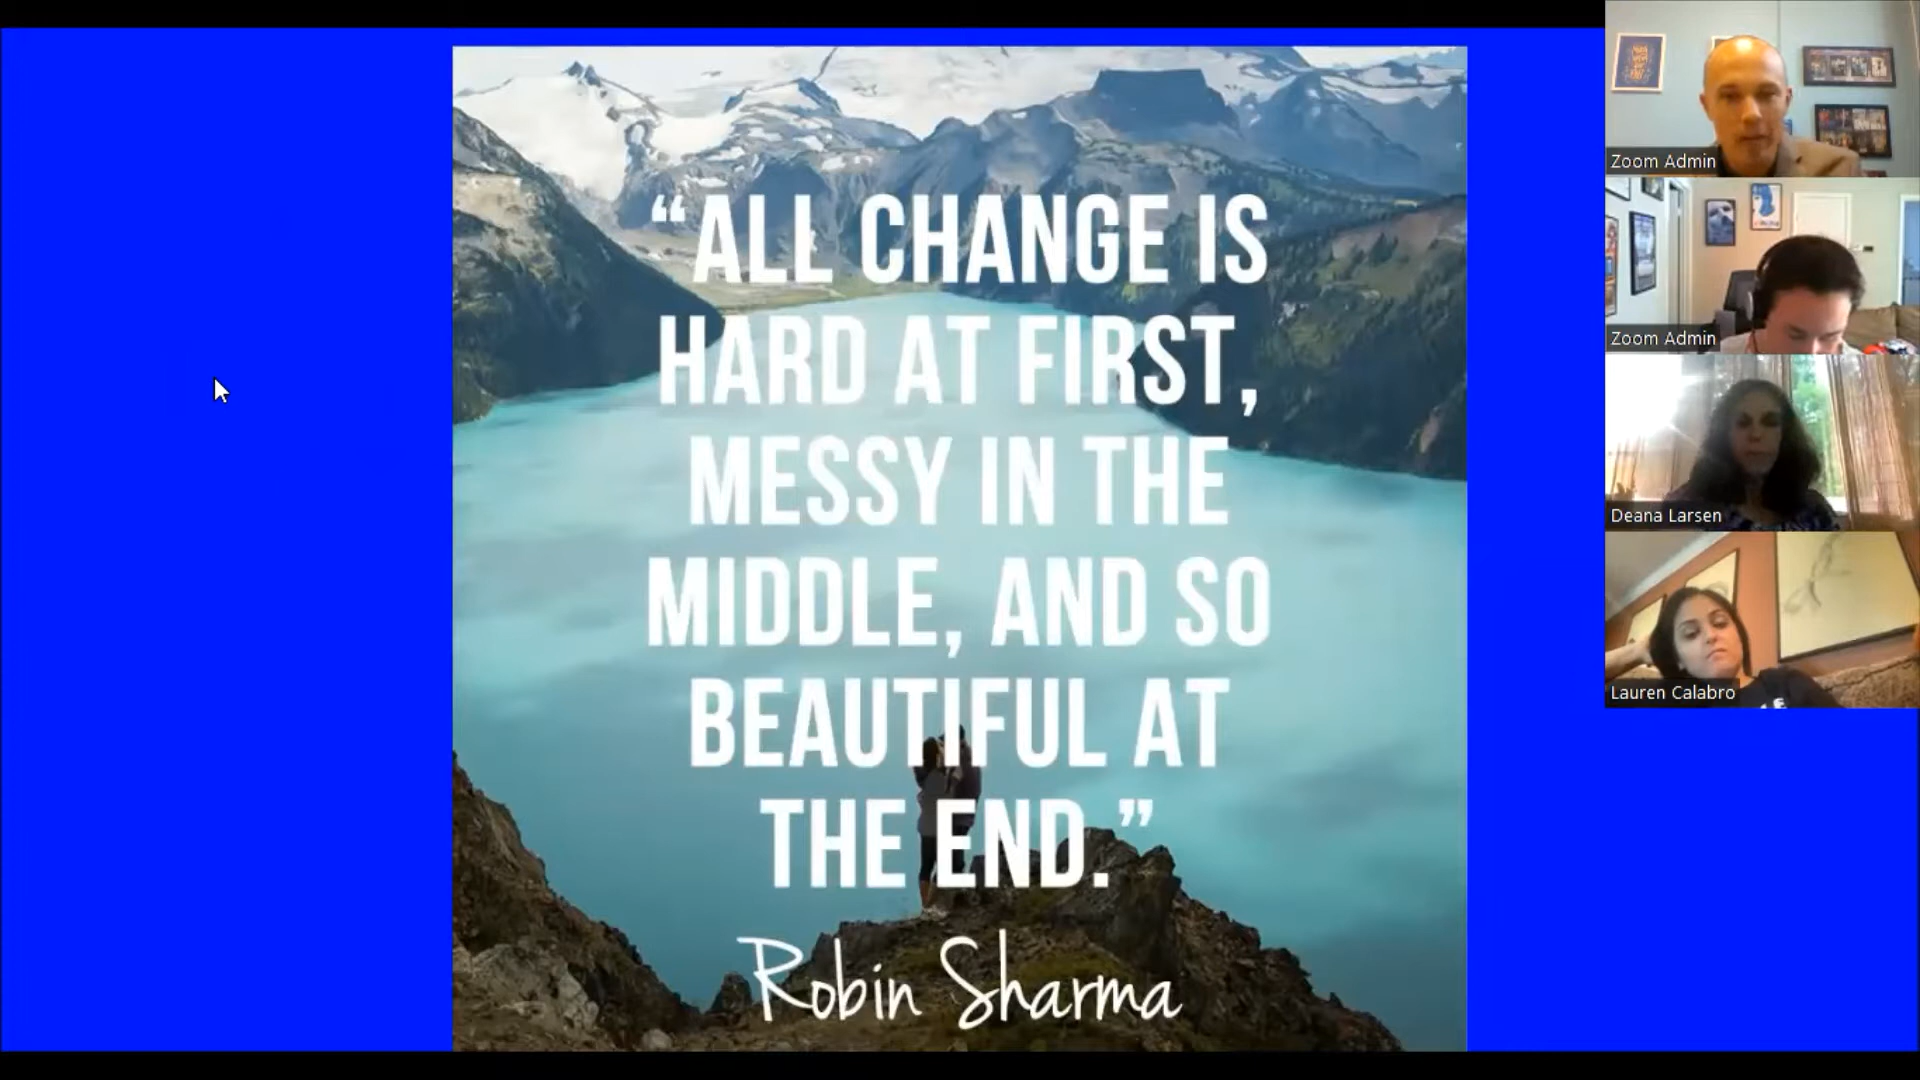 “ALL CHANGE IS
HARD AT FIRST,
MESSY IN THE
MIDDLE, AND SO
BEAUTIFUL AT
THE END.”
Robin Sharma
Zoom Admin
Zoom Admin
Deana Larsen
Lauren Calabro